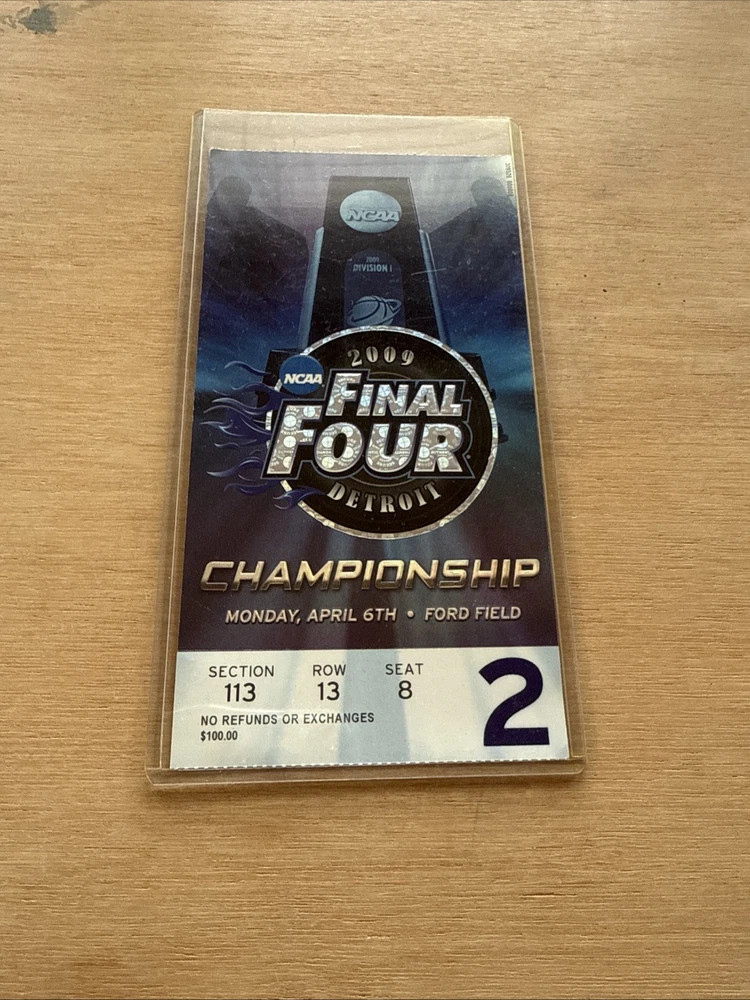 NCAA
2009
DIVISION I
2009
NCAA
FINAL
FOUR
DETROIT
CHAMPIONSHIP
MONDAY, APRIL 6TH • FORD FIELD
SECTION ROW SEAT
113 13 8
NO REFUNDS OR EXCHANGES
$100.00
2